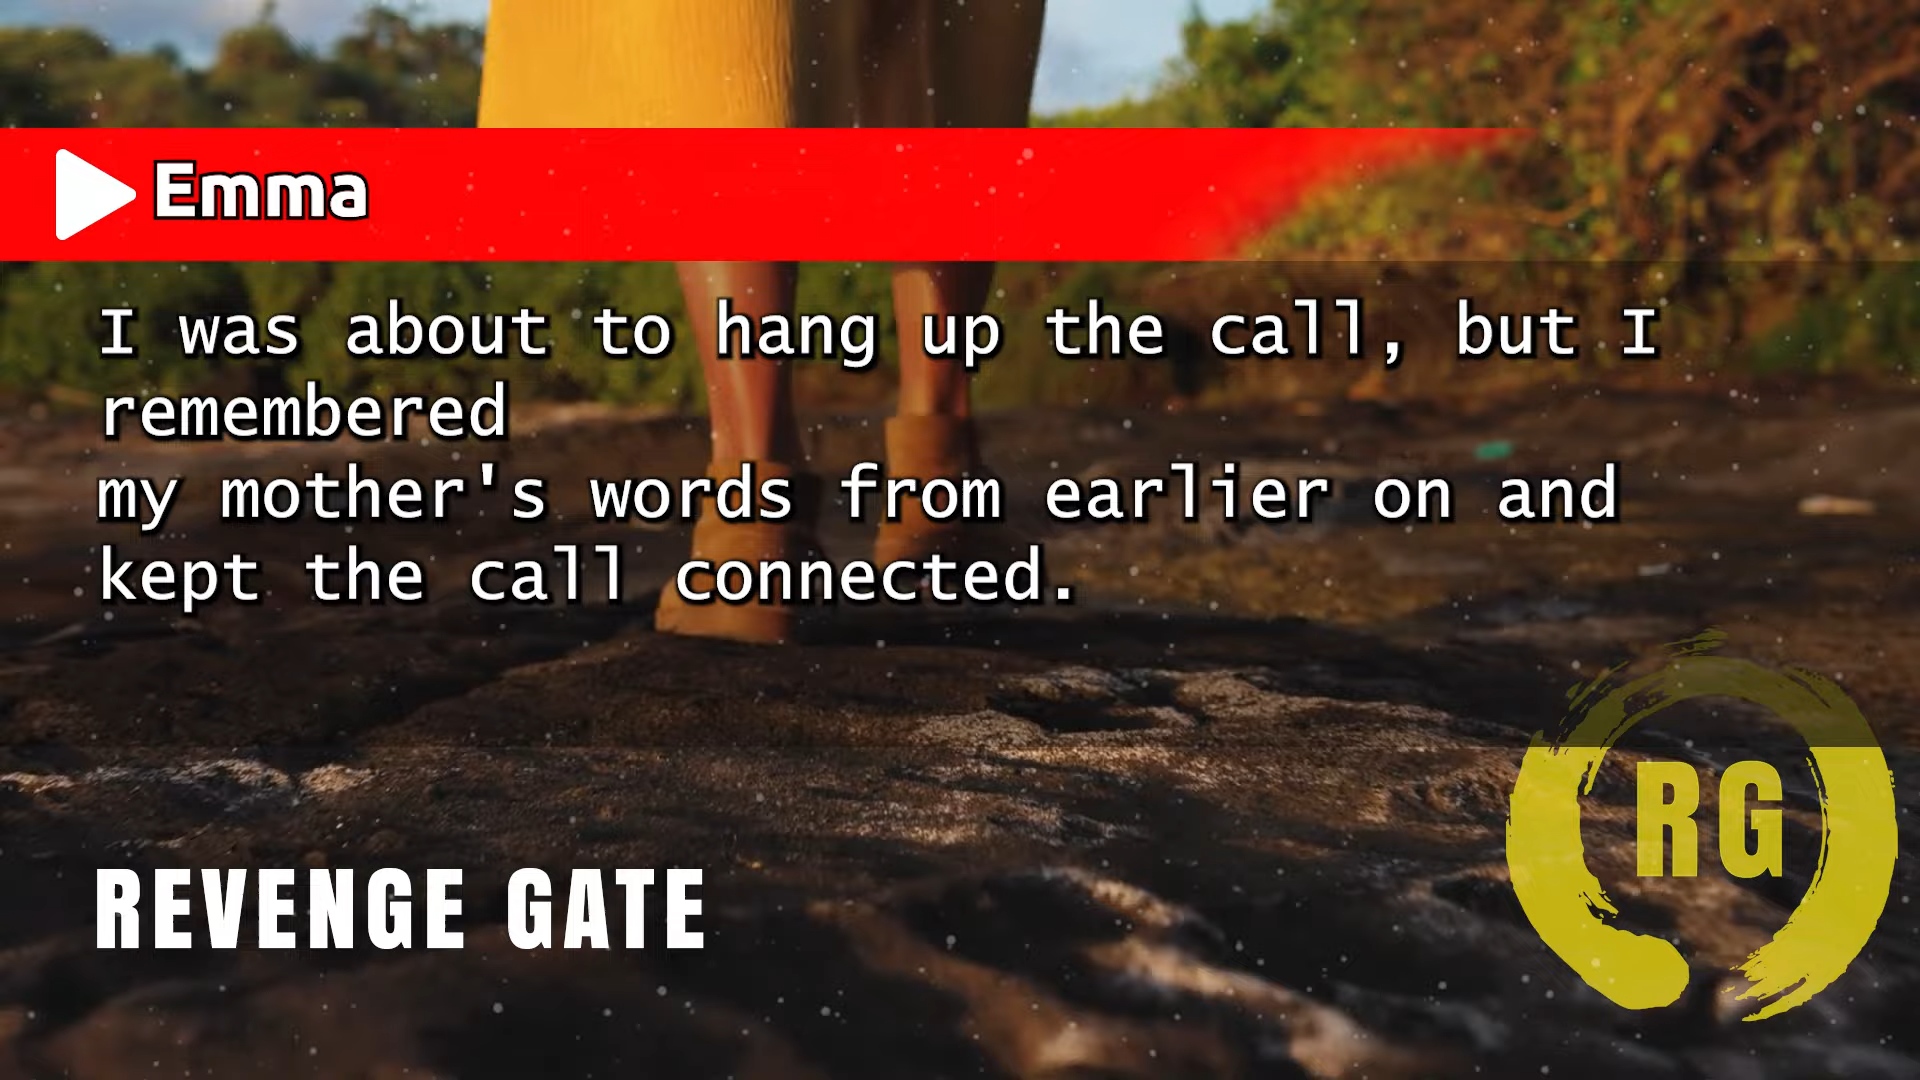 Emma
I was about to hang up the call, but I
remembered
my mother's words from earlier on and
kept the call connected.
RG
REVENGE GATE